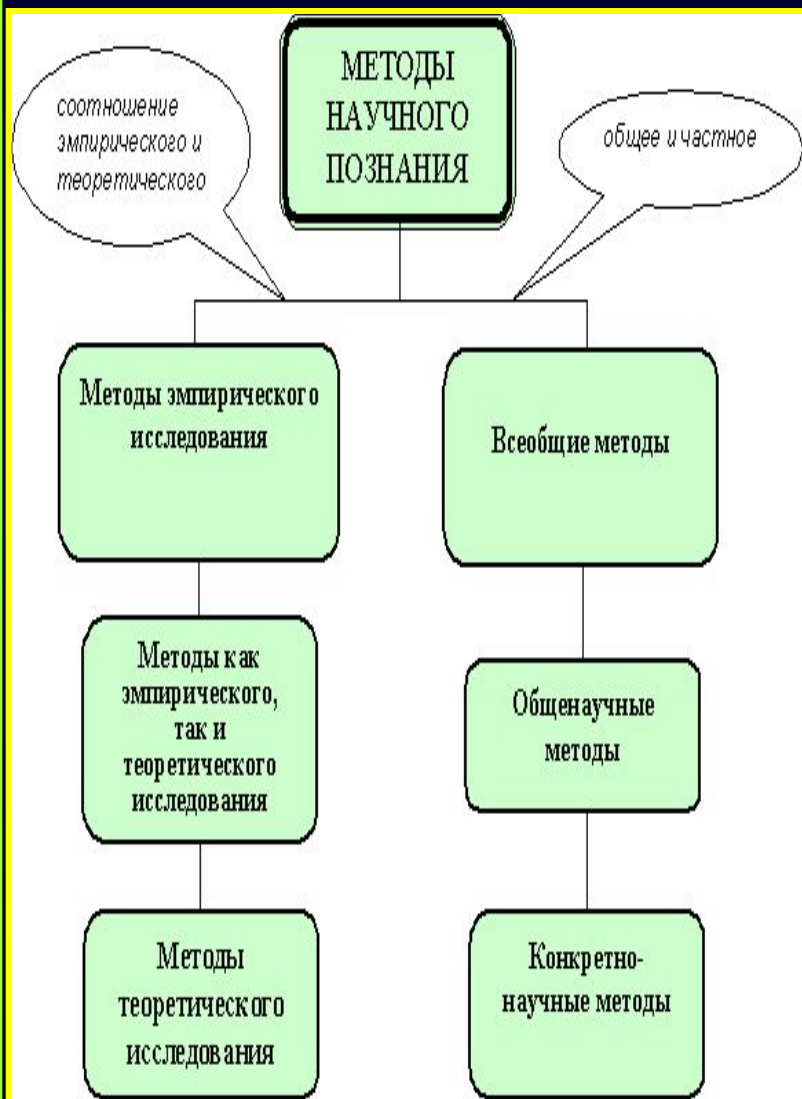 МЕТОДЫ
НАУЧНОГО
ПОЗНАНИЯ
соотношение
эмпирического и
теоретического
общее и частное
Методы эмпирического
исследования
Методы как
эмпирического,
так и
теоретического
исследования
Методы
теоретического
исследования
Всеобщие методы
Общенаучные
методы
Конкретно-
научные методы